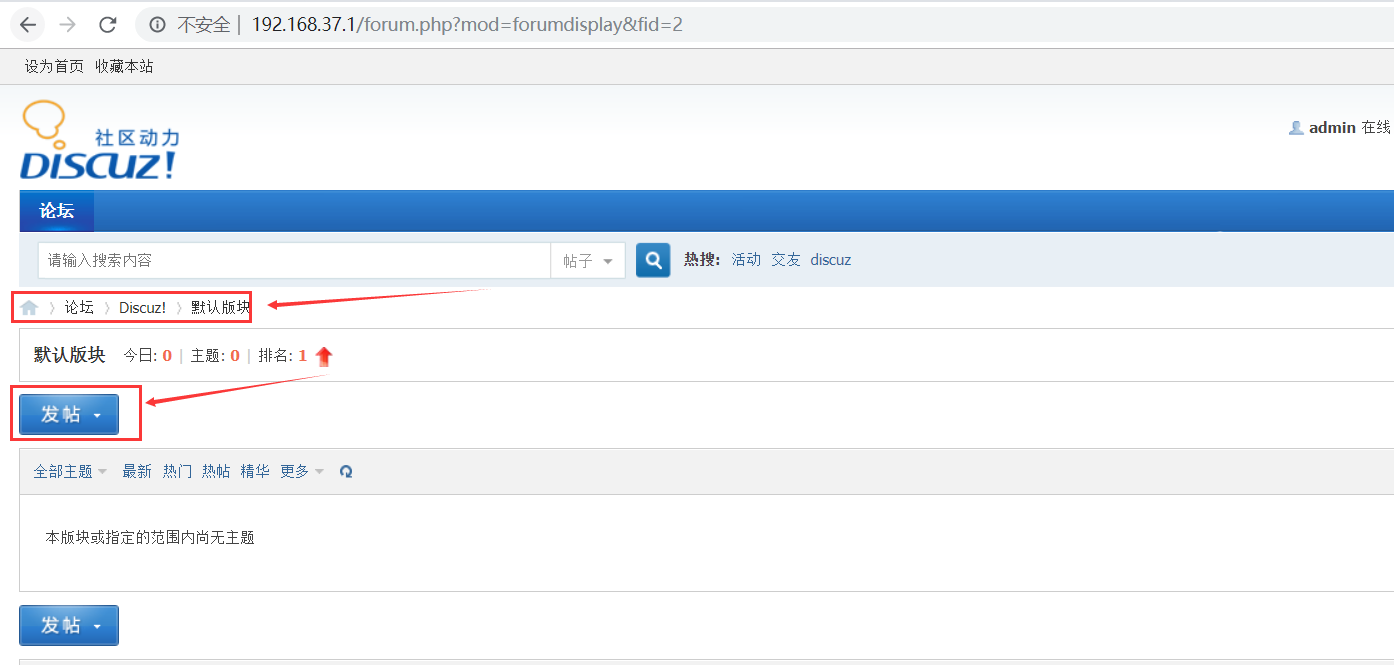 不安全 | 192.168.37.1/forum.php?mod=forumdisplay&fid=2
设为首页 收藏本站
社区动力
DISCUZ!
admin 在线
论坛
请输入搜索内容 帖子 热搜: 活动 交友 discuz
论坛 Discuz! 默认版块
默认版块 今日: 0 | 主题: 0 | 排名: 1
发帖
全部主题 最新 热门 热帖 精华 更多
本版块或指定的范围内尚无主题
发帖